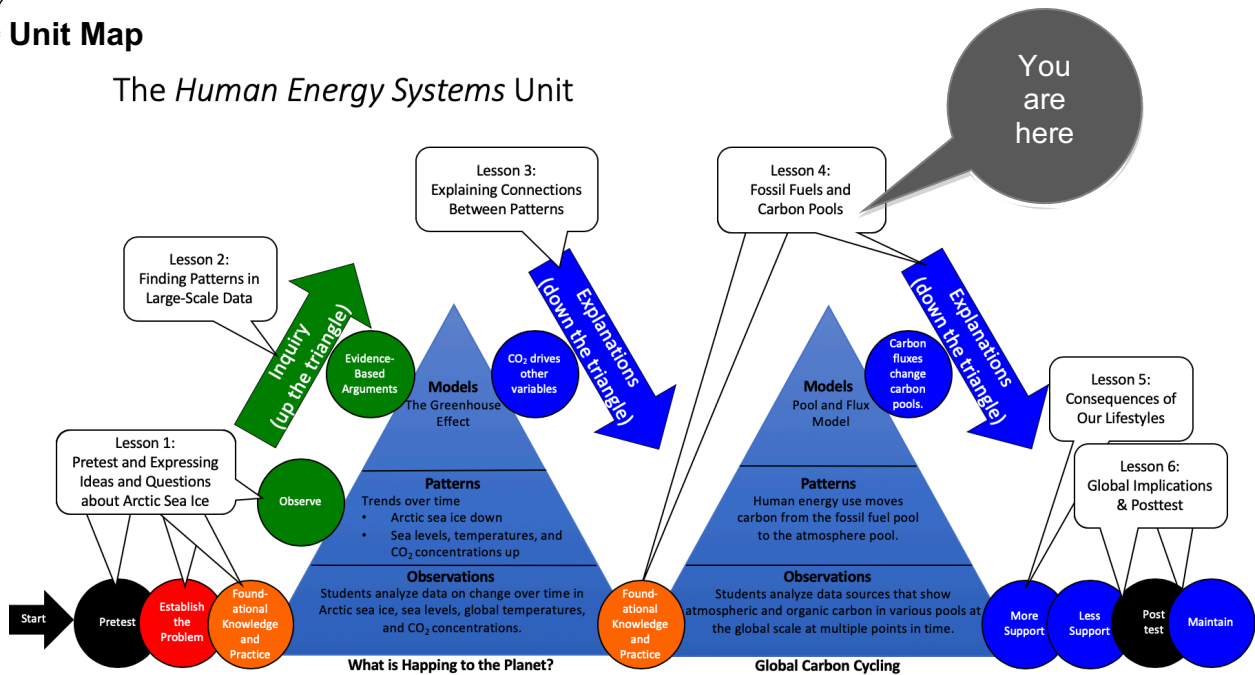 Unit Map
The Human Energy Systems Unit
You
are
here
Lesson 3:
Explaining Connections
Between Patterns
Lesson 4:
Fossil Fuels and
Carbon Pools
Lesson 2:
Finding Patterns in
Large-Scale Data
Inquiry
(up the triangle)
Evidence-
Based
Arguments
CO₂ drives
other
variables
Explanations
(down the triangle)
Carbon
fluxes
change
carbon
pools.
Explanations
(down the triangle)
Models
The Greenhouse
Effect
Models
Pool and Flux
Model
Lesson 5:
Consequences of
Our Lifestyles
Lesson 1:
Pretest and Expressing
Ideas and Questions
about Arctic Sea Ice
Lesson 6:
Global Implications
& Posttest
Observe
Patterns
Trends over time
• Arctic sea ice down
• Sea levels, temperatures, and
CO₂ concentrations up
Patterns
Human energy use moves
carbon from the fossil fuel pool
to the atmosphere pool.
Start
Pretest
Establish
the
Problem
Found-
ational
Knowledge
and
Practice
Observations
Students analyze data on change over time in
Arctic sea ice, sea levels, global temperatures,
and CO₂ concentrations.
Found-
ational
Knowledge
and
Practice
Observations
Students analyze data sources that show
atmospheric and organic carbon in various pools at
the global scale at multiple points in time.
More
Support
Less
Support
Post
test
Maintain
What is Happing to the Planet?
Global Carbon Cycling